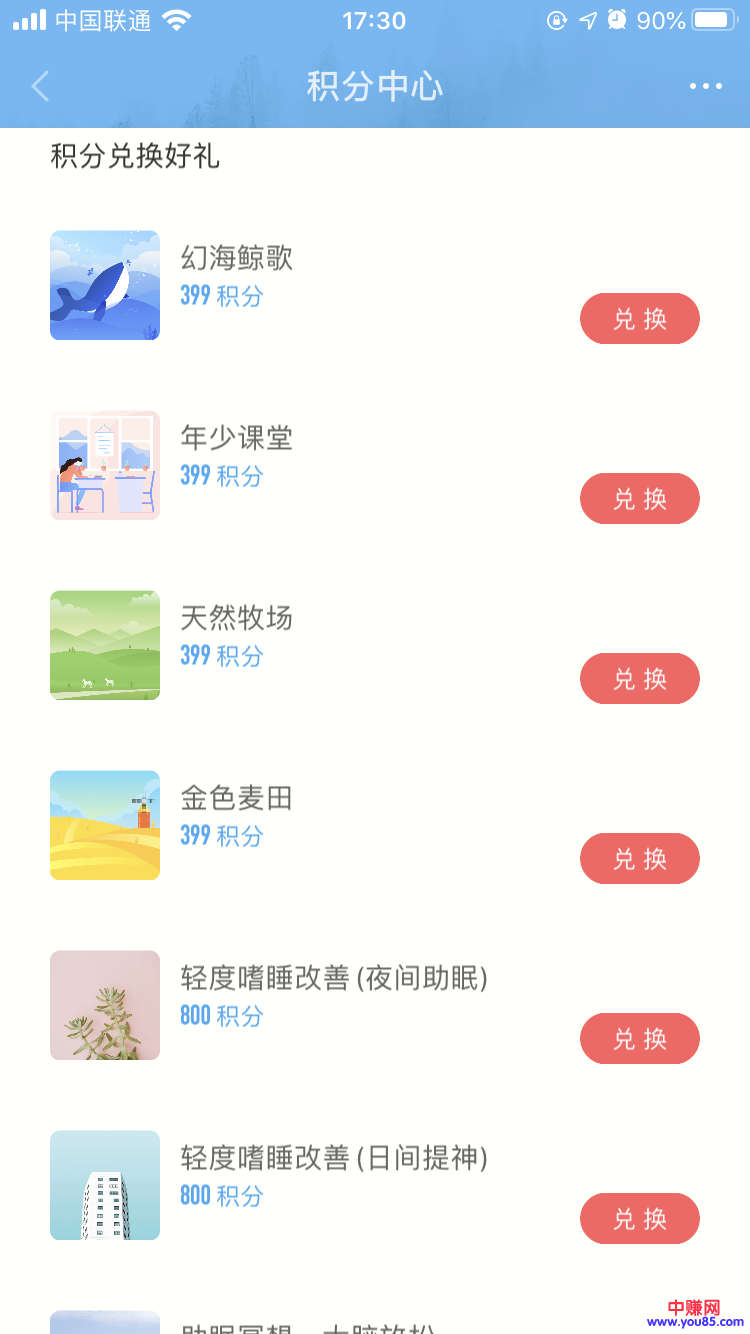 中国联通 17:30 90%
积分中心
积分兑换好礼
幻海鲸歌
399 积分
兑换
年少课堂
399 积分
兑换
天然牧场
399 积分
兑换
金色麦田
399 积分
兑换
轻度嗜睡改善(夜间助眠)
800 积分
兑换
轻度嗜睡改善(日间提神)
800 积分
兑换
中赚网
www.you85.com